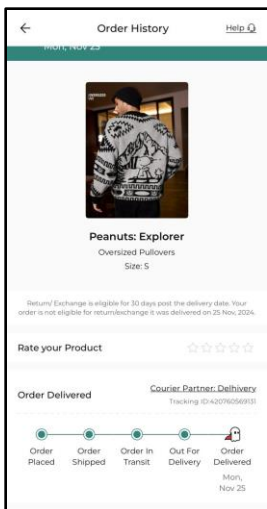 Order History
Help
Mon, Nov 25
Peanuts: Explorer
Oversized Pullovers
Size: S
Return/ Exchange is eligible for 30 days post the delivery date. Your
order is not eligible for return/exchange it was delivered on 25 Nov, 2024.
Rate your Product
Order Delivered
Courier Partner: Delhivery
Tracking ID:420760569131
Order
Placed
Order
Shipped
Order In
Transit
Out For
Delivery
Order
Delivered
Mon,
Nov 25